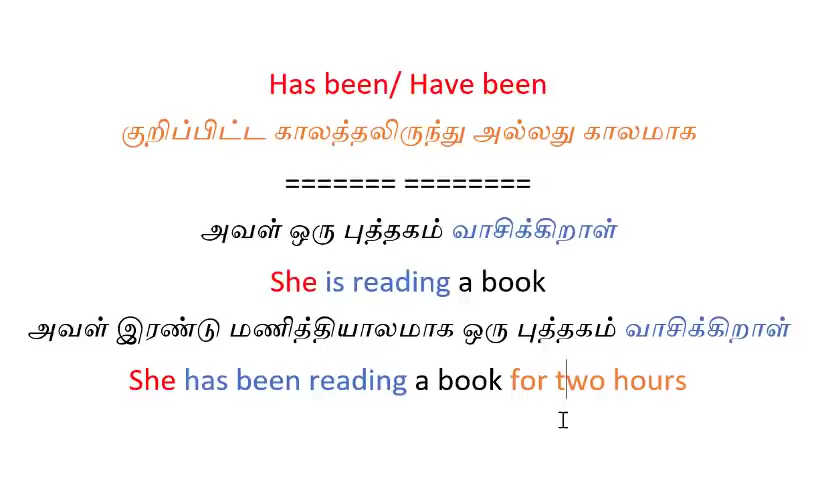 Has been/ Have been
குறிப்பிட்ட காலத்தலிருந்து அல்லது காலமாக
======= ========
அவள் ஒரு புத்தகம் வாசிக்கிறாள்
She is reading a book
அவள் இரண்டு மணித்தியாலமாக ஒரு புத்தகம் வாசிக்கிறாள்
She has been reading a book for two hours